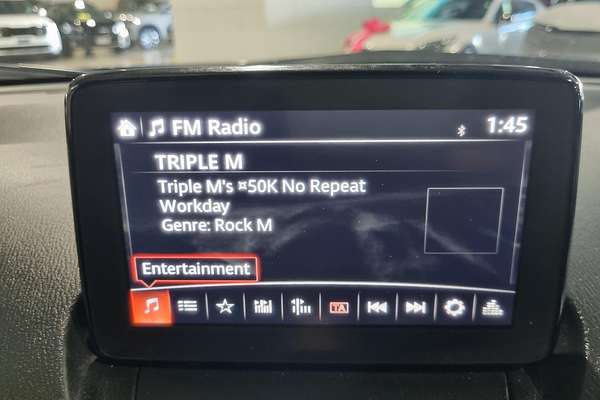 FM Radio
1:45
TRIPLE M
Triple M's ¤50K No Repeat
Workday
Genre: Rock M
Entertainment
TA